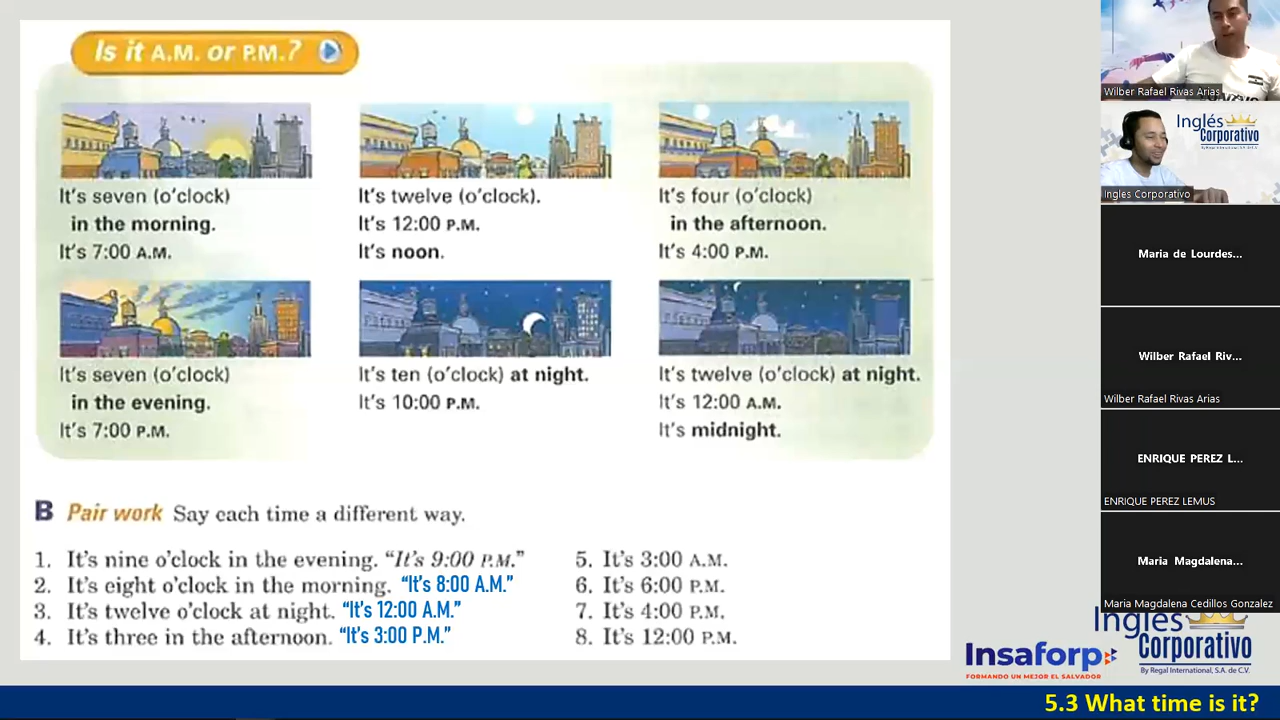 Is it A.M. or P.M.?
It's seven (o'clock)
in the morning.
It's 7:00 A.M.
It's twelve (o'clock).
It's 12:00 P.M.
It's noon.
It's four (o'clock)
in the afternoon.
It's 4:00 P.M.
It's seven (o'clock)
in the evening.
It's 7:00 P.M.
It's ten (o'clock) at night.
It's 10:00 P.M.
It's twelve (o'clock) at night.
It's 12:00 A.M.
It's midnight.
B Pair work Say each time a different way.
1. It's nine o'clock in the evening. "It's 9:00 P.M."
2. It's eight o'clock in the morning. "It's 8:00 A.M."
3. It's twelve o'clock at night. "It's 12:00 A.M."
4. It's three in the afternoon. "It's 3:00 P.M."
5. It's 3:00 A.M.
6. It's 6:00 P.M.
7. It's 4:00 P.M.
8. It's 12:00 P.M.
Wilber Rafael Rivas Arias
Inglés
Corporativo
By Regal International, S.A. de C.V.
Ingles Corporativo
Maria de Lourdes...
Wilber Rafael Riv...
Wilber Rafael Rivas Arias
ENRIQUE PEREZ L...
ENRIQUE PEREZ LEMUS
Maria Magdalena...
Maria Magdalena Cedillos Gonzalez
Inglés
Corporativo
By Regal International, S.A. de C.V.
Insaforp
FORMANDO UN MEJOR EL SALVADOR
5.3 What time is it?